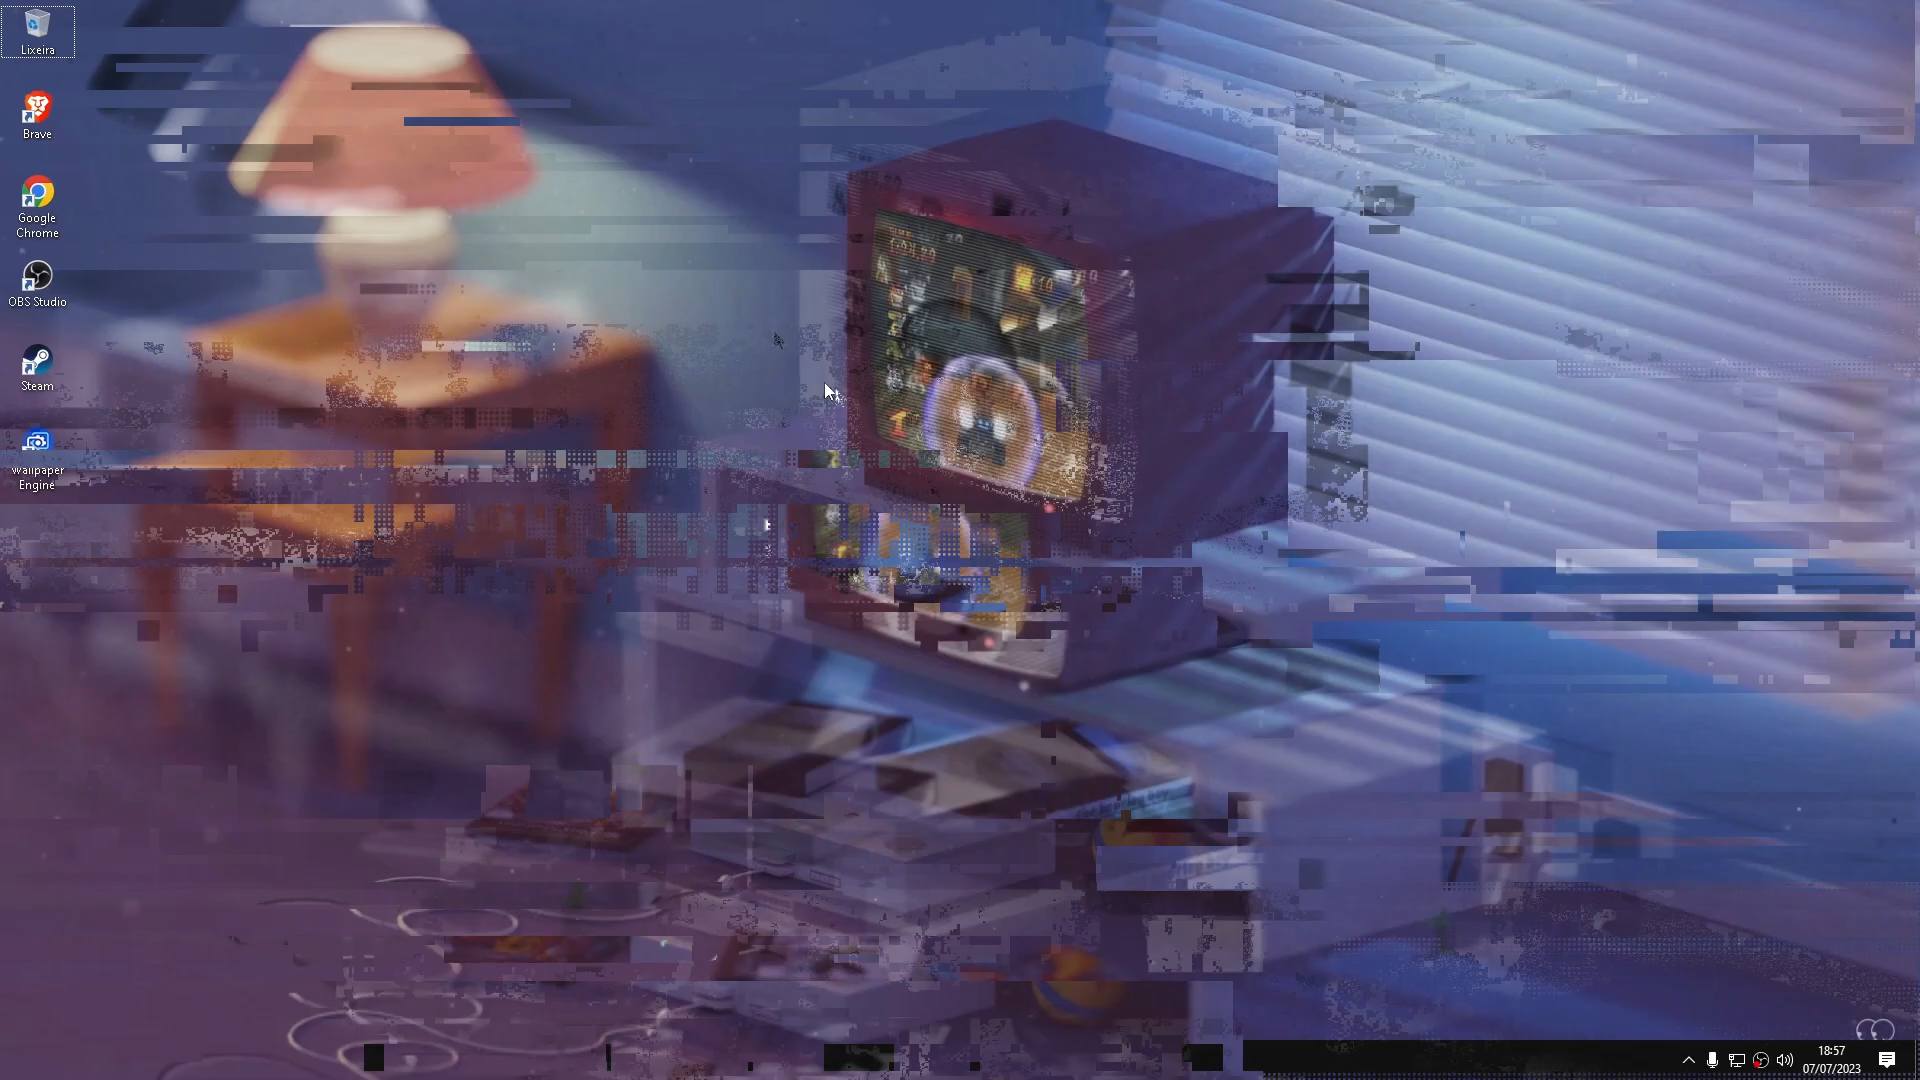 Lixeira
Brave
Google
Chrome
OBS Studio
Steam
Wallpaper
Engine
18:57
07/07/2023